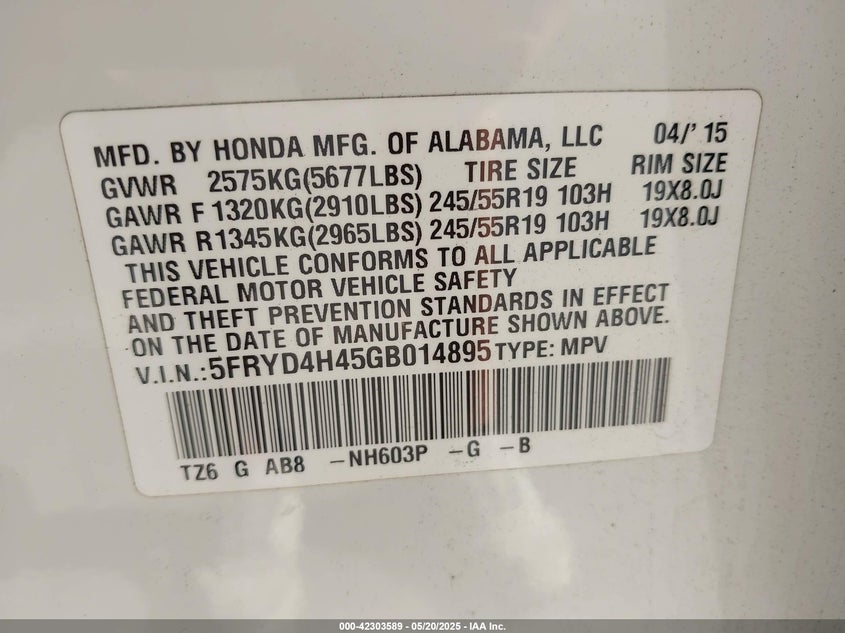 MFD. BY HONDA MFG. OF ALABAMA, LLC 04/'15
GVWR 2575KG(5677LBS) TIRE SIZE RIM SIZE
GAWR F 1320KG(2910LBS) 245/55R19 103H 19X8.0J
GAWR R 1345KG(2965LBS) 245/55R19 103H 19X8.0J
THIS VEHICLE CONFORMS TO ALL APPLICABLE
FEDERAL MOTOR VEHICLE SAFETY
AND THEFT PREVENTION STANDARDS IN EFFECT
ON THE DATE OF MANUFACTURE SHOWN ABOVE.
V.I.N.: 5FRYD4H45GB014895 TYPE: MPV
TZ6 G AB8 -NH603P -G -B
000-42303589 - 05/20/2025 - IAA Inc.